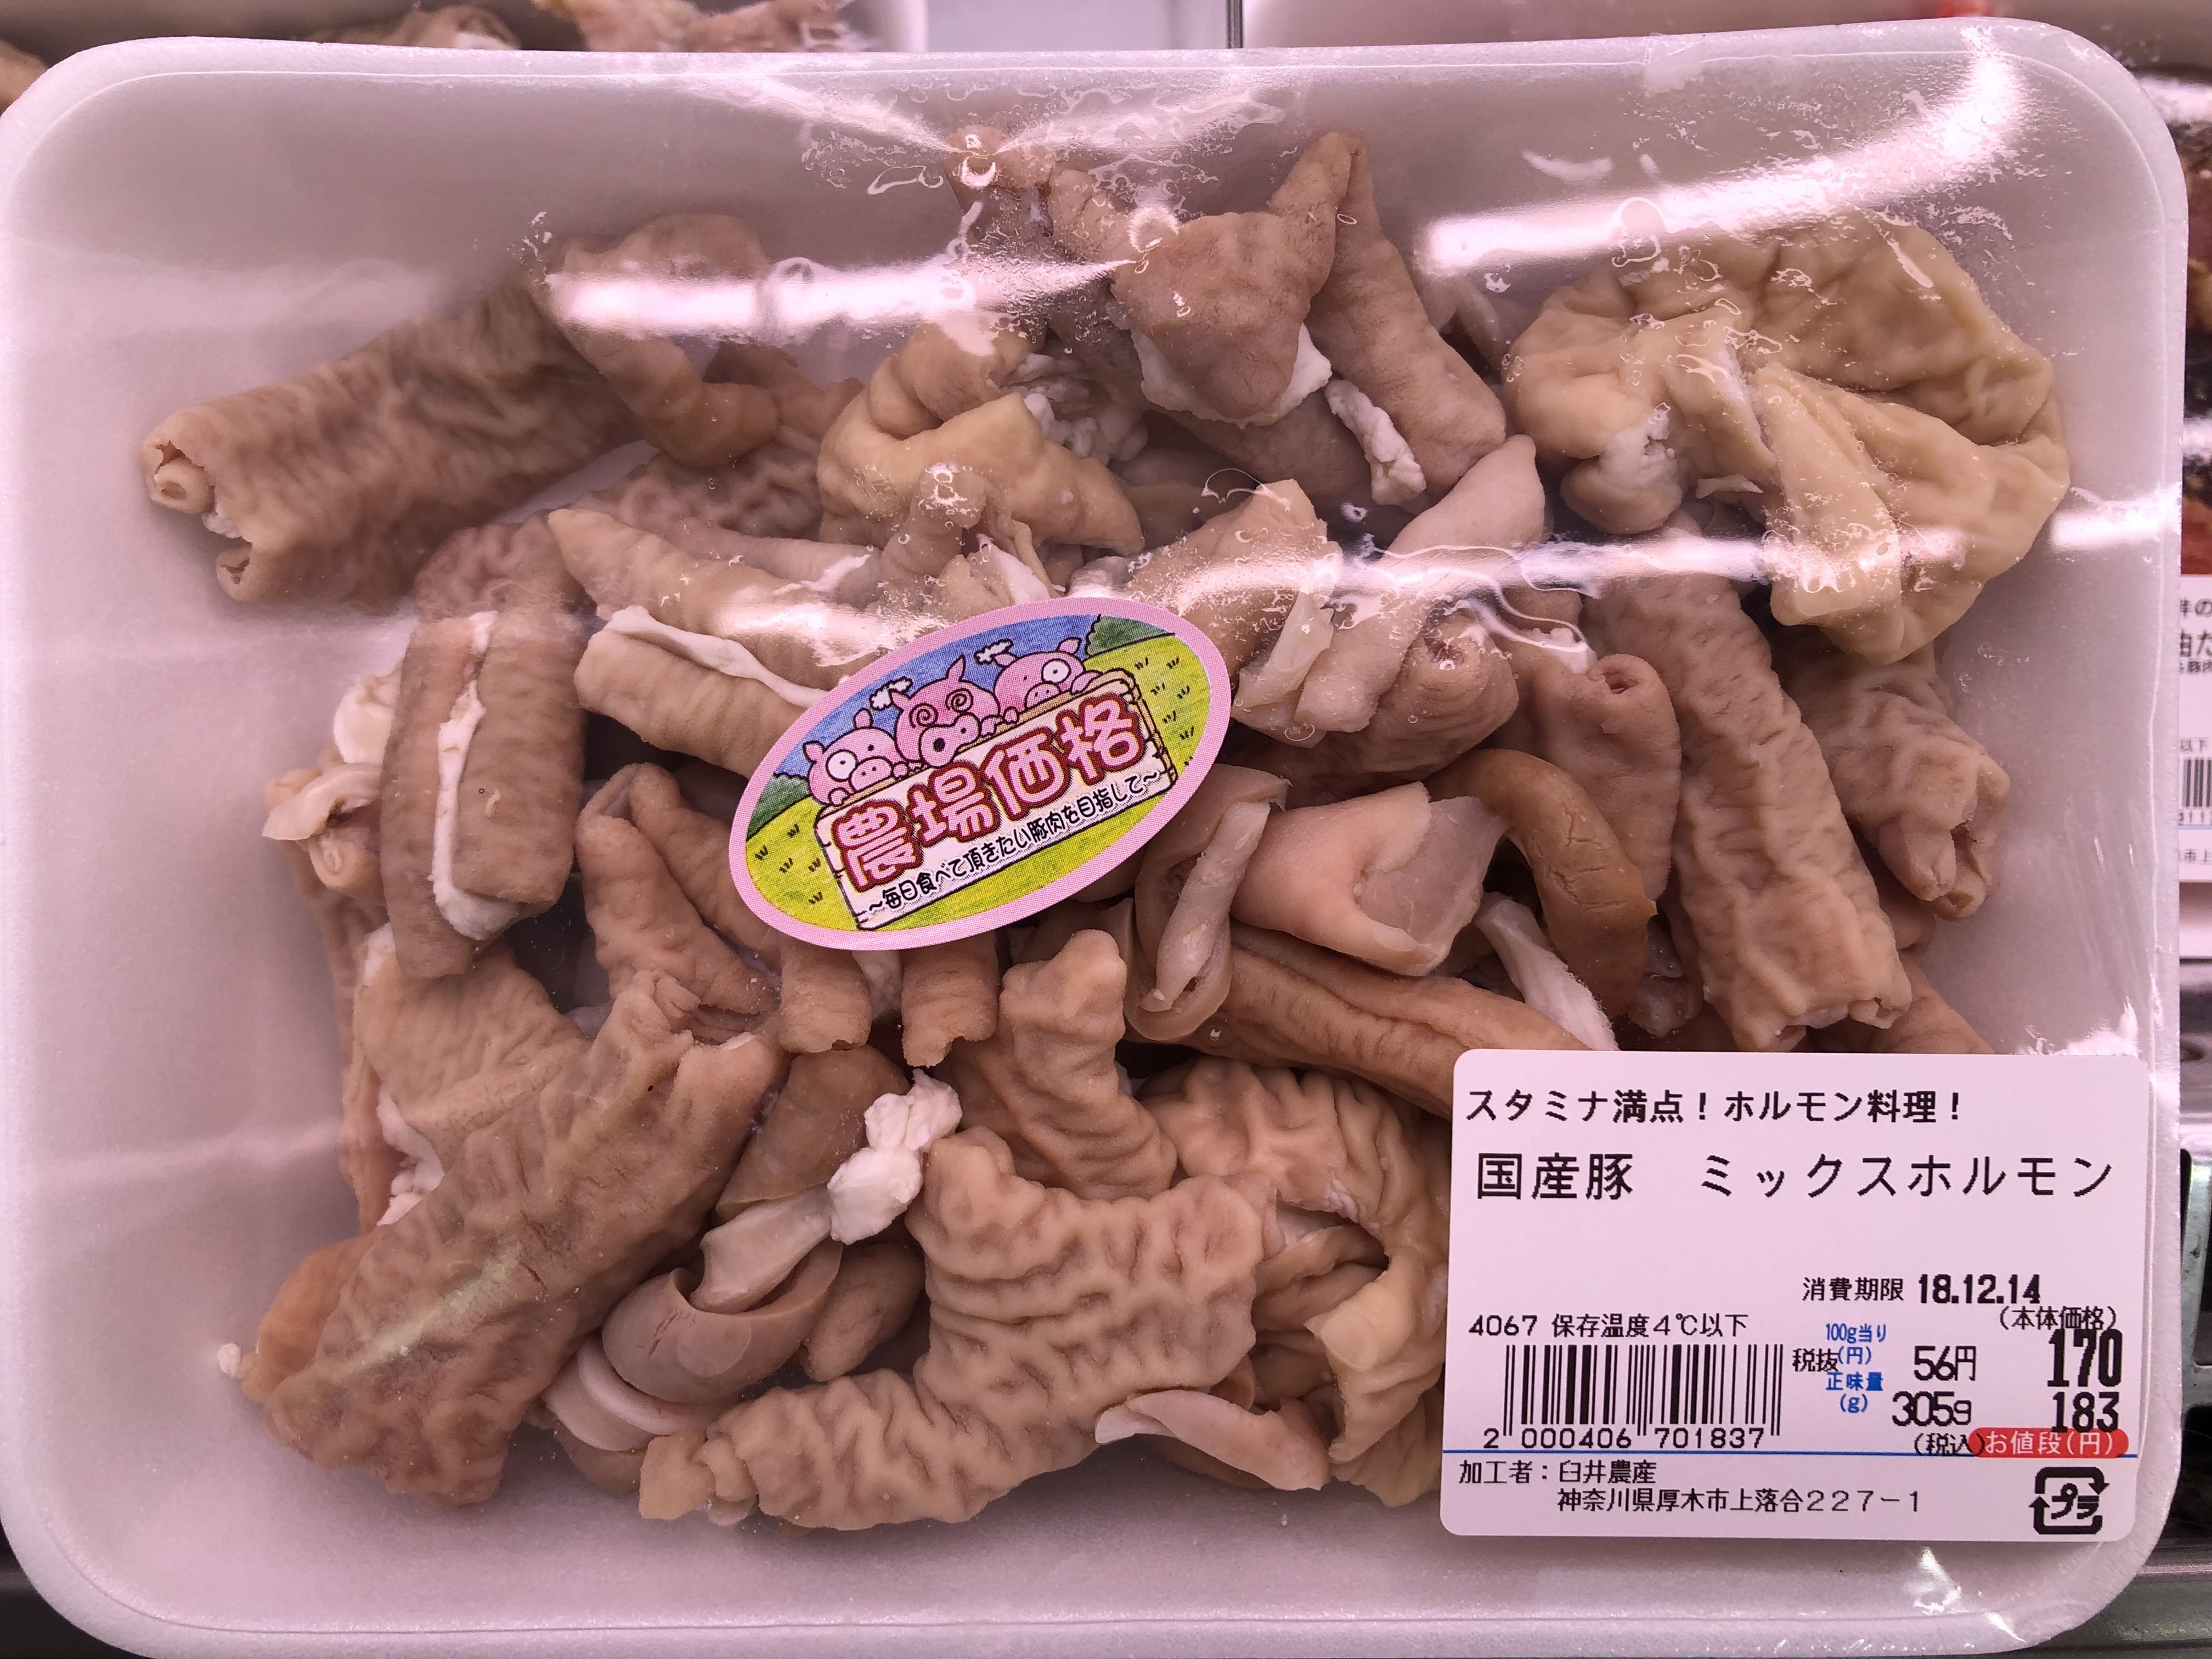 農場価格
~毎日食べて頂きたい豚肉を目指して~
スタミナ満点！ホルモン料理！
国産豚　ミックスホルモン
消費期限 18.12.14
(本体価格)
4067 保存温度4℃以下
100g当り
税抜(円) 56円 170
正味量
(g) 305g 183
2 000406 701837
(税込)お値段(円)
加工者：臼井農産
神奈川県厚木市上落合２２７－１
プラ